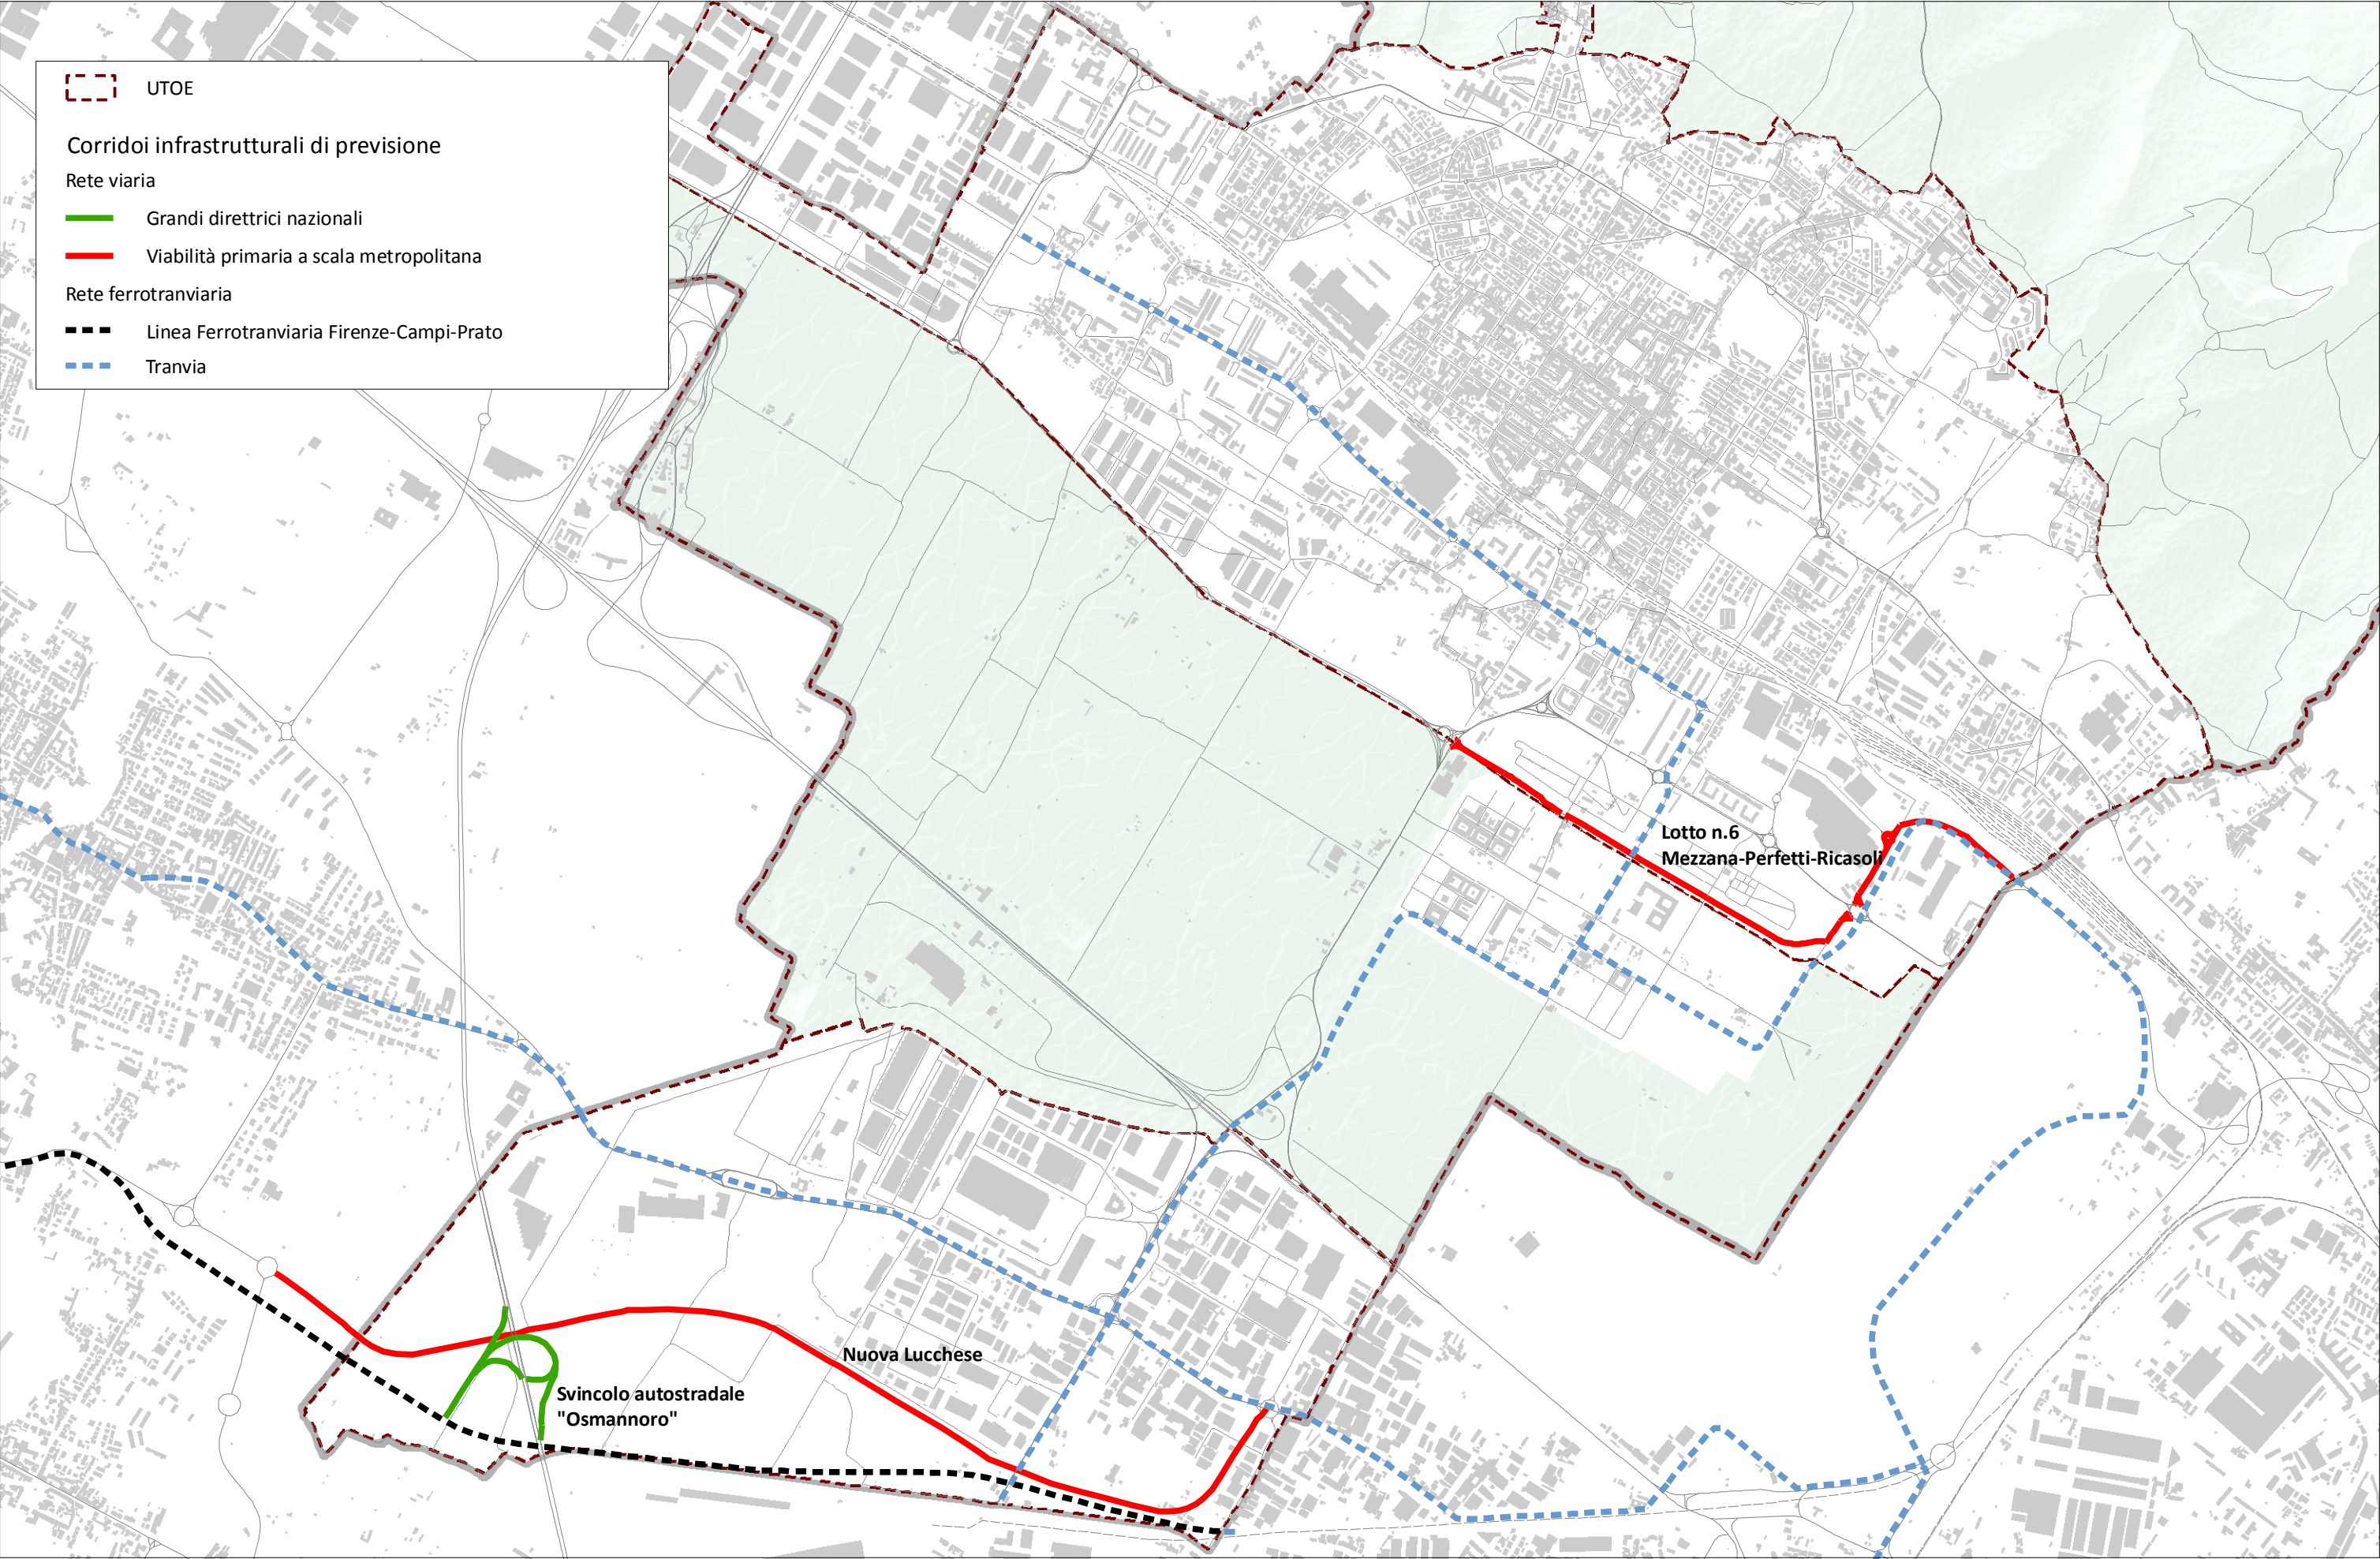 UTOE
Corridoi infrastrutturali di previsione
Rete viaria
Grandi direttrici nazionali
Viabilità primaria a scala metropolitana
Rete ferrotranviaria
Linea Ferrotranviaria Firenze-Campi-Prato
Tranvia
Lotto n.6
Mezzana-Perfetti-Ricasoli
Nuova Lucchese
Svincolo autostradale
"Osmannoro"